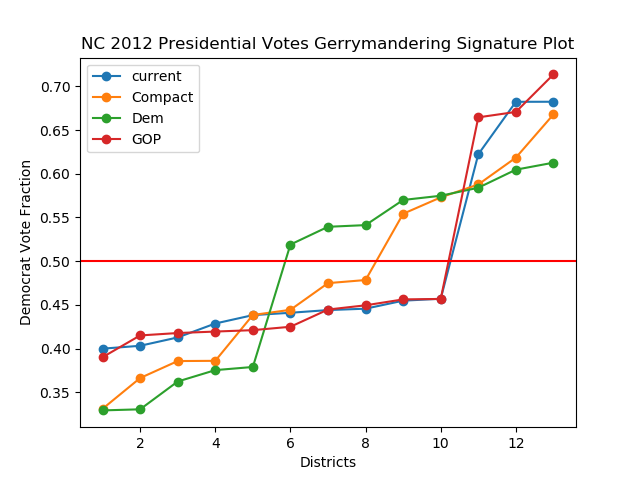 NC 2012 Presidential Votes Gerrymandering Signature Plot
current
Compact
Dem
GOP
Democrat Vote Fraction
0.70
0.65
0.60
0.55
0.50
0.45
0.40
0.35
2 4 6 8 10 12
Districts